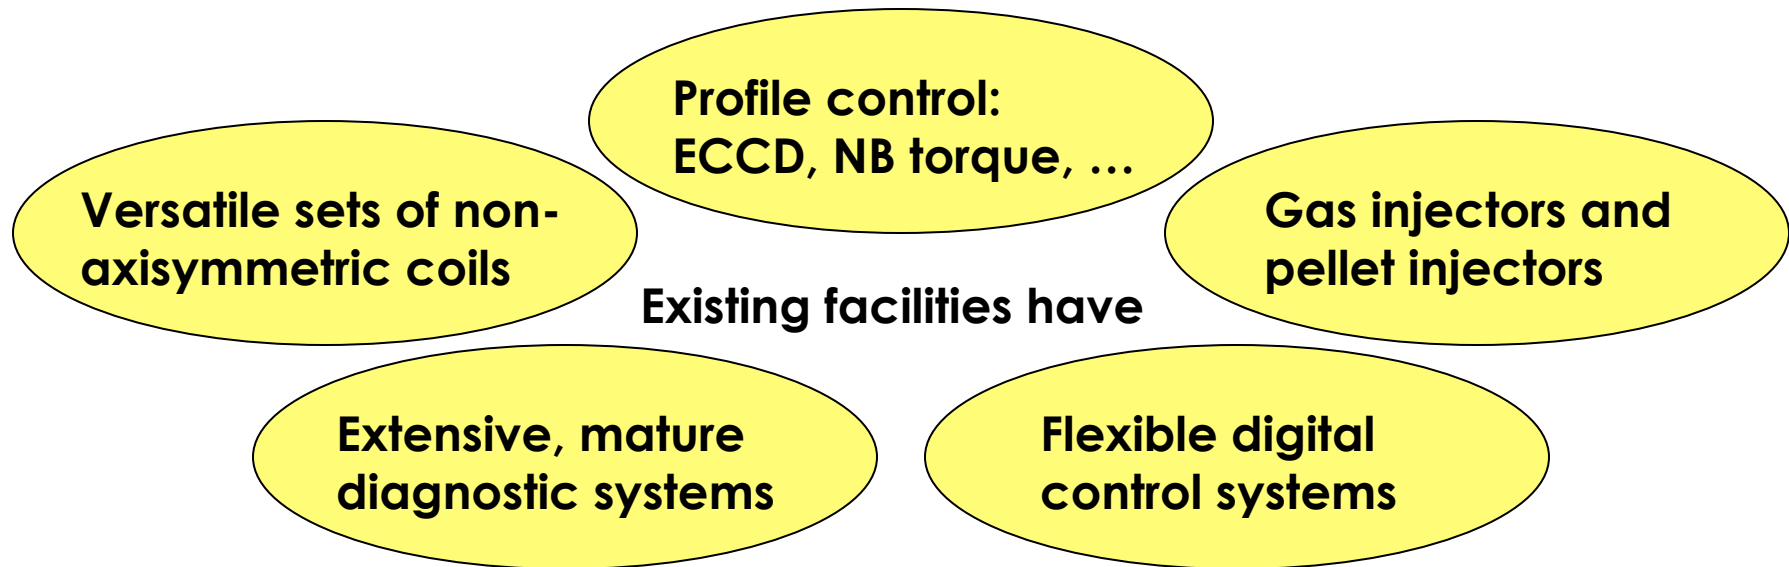 Profile control:
ECCD, NB torque, …
Versatile sets of non-
axisymmetric coils
Gas injectors and
pellet injectors
Existing facilities have
Extensive, mature
diagnostic systems
Flexible digital
control systems